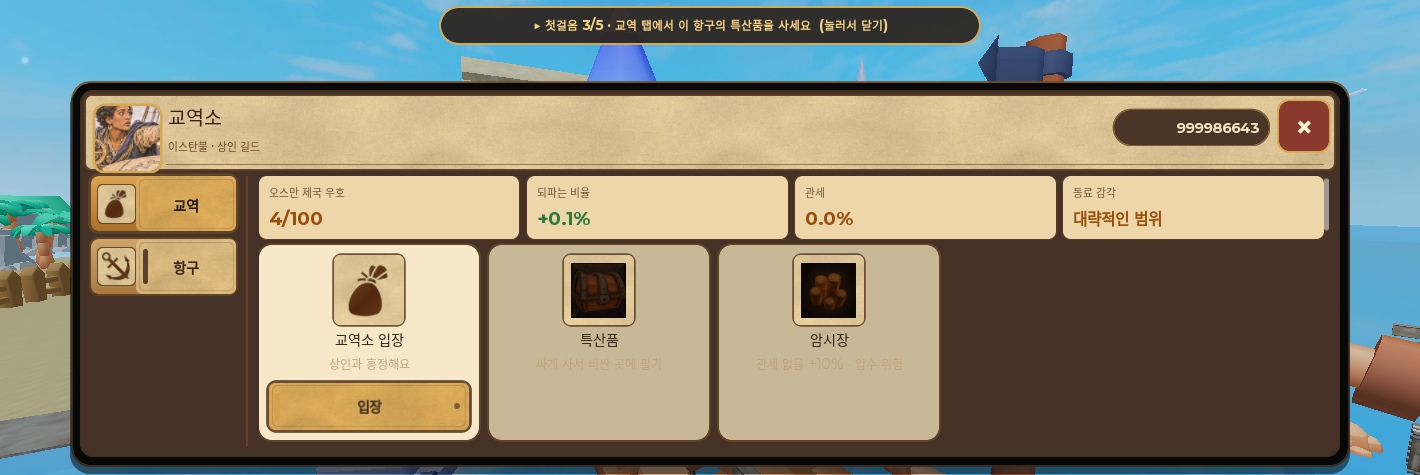 ▸ 첫걸음 3/5 · 교역 탭에서 이 항구의 특산품을 사세요 (눌러서 닫기)
교역소
이스탄불 · 상인 길드
999986643
×
교역
항구
오스만 제국 우호
4/100
되파는 비율
+0.1%
관세
0.0%
동료 감각
대략적인 범위
교역소 입장
상인과 흥정해요
입장
특산품
싸게 사서 비싼 곳에 팔기
암시장
관세 없음 +10% · 압수 위험